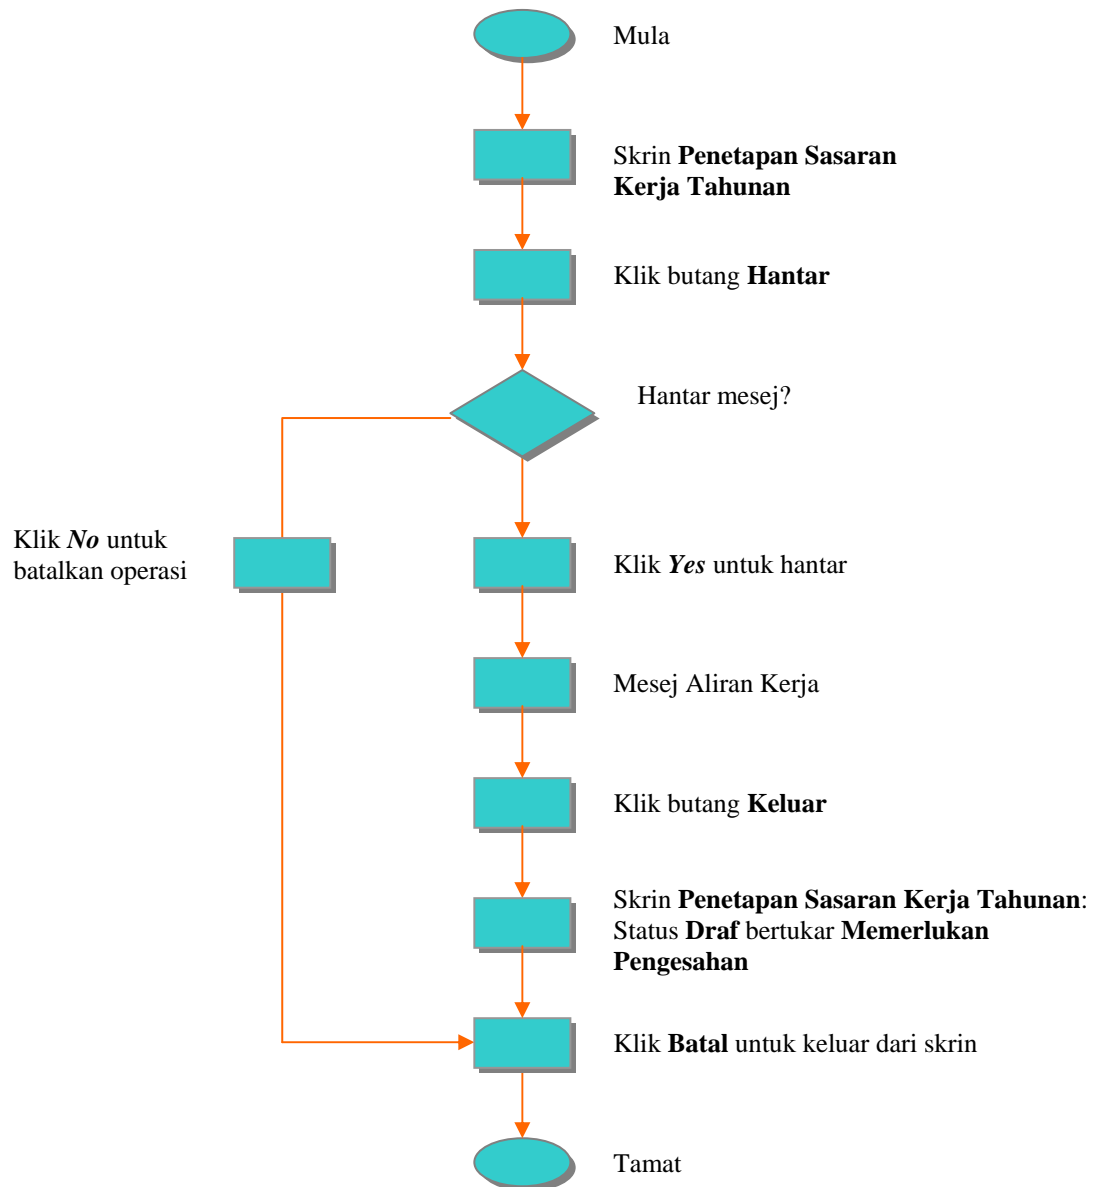 Mula
Skrin Penetapan Sasaran
Kerja Tahunan
Klik butang Hantar
Hantar mesej?
Klik No untuk
batalkan operasi
Klik Yes untuk hantar
Mesej Aliran Kerja
Klik butang Keluar
Skrin Penetapan Sasaran Kerja Tahunan:
Status Draf bertukar Memerlukan
Pengesahan
Klik Batal untuk keluar dari skrin
Tamat